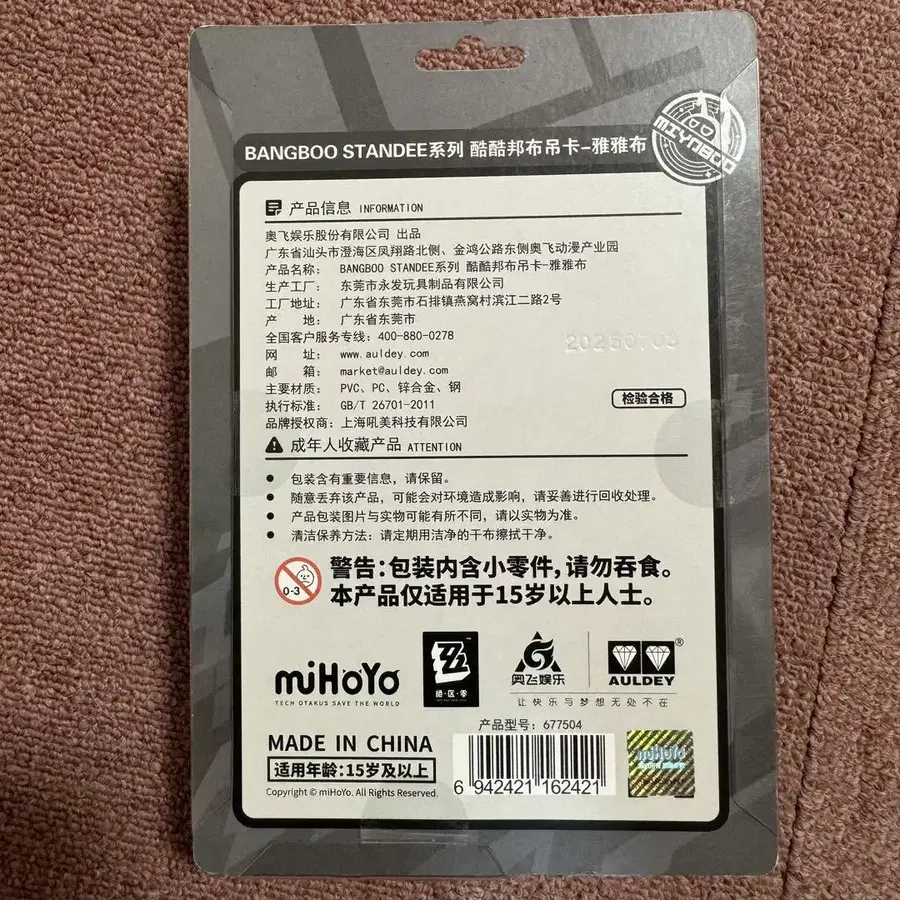 BANGBOO STANDEE系列 酷酷邦布吊卡-雅雅布
MIYABOO
产品信息 INFORMATION
奥飞娱乐股份有限公司 出品
广东省汕头市澄海区凤翔路北侧、金鸿公路东侧奥飞动漫产业园
产品名称： BANGBOO STANDEE系列 酷酷邦布吊卡-雅雅布
生产工厂： 东莞市永发玩具制品有限公司
工厂地址： 广东省东莞市石排镇燕窝村滨江二路2号
产 地： 广东省东莞市
全国客户服务专线：400-880-0278
网 址： www.auldey.com
邮 箱： market@auldey.com
主要材质： PVC、PC、锌合金、钢
执行标准： GB/T 26701-2011
品牌授权商：上海吼美科技有限公司
20250703
检验合格
成年人收藏产品 ATTENTION
● 包装含有重要信息，请保留。
● 随意丢弃该产品，可能会对环境造成影响，请妥善进行回收处理。
● 产品包装图片与实物可能有所不同，请以实物为准。
● 清洁保养方法：请定期用洁净的干布擦拭干净。
0-3
警告：包装内含小零件，请勿吞食。
本产品仅适用于15岁以上人士。
miHoYo
TECH OTAKUS SAVE THE WORLD
绝·区·零
奥飞娱乐
AULDEY®
让快乐与梦想无处不在
产品型号：677504
MADE IN CHINA
适用年龄：15岁及以上
Copyright © miHoYo. All Rights Reserved.
6 942421 162421
miHoYo